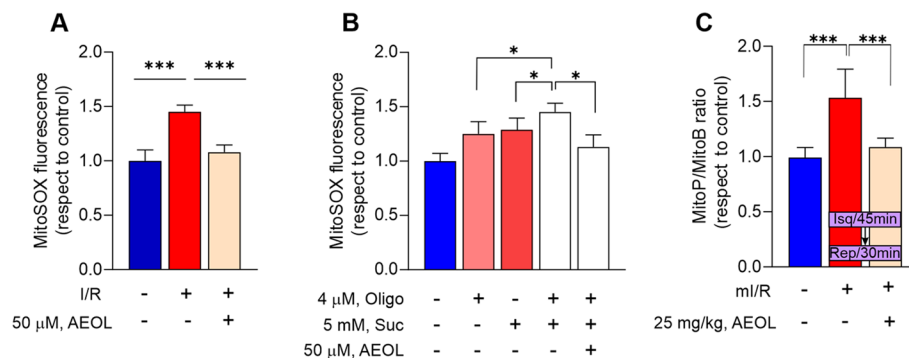 A
MitoSOX fluorescence
(respect to control)
2.0
1.5
1.0
0.5
0.0
*** ***
I/R - + +
50 μM, AEOL - - +
B
MitoSOX fluorescence
(respect to control)
2.0
1.5
1.0
0.5
0.0
*
* *
4 μM, Oligo - + - + +
5 mM, Suc - - + + +
50 μM, AEOL - - - - +
C
MitoP/MitoB ratio
(respect to control)
2.0
1.5
1.0
0.5
0.0
*** ***
Isq/45min
Rep/30min
mI/R - + +
25 mg/kg, AEOL - - +